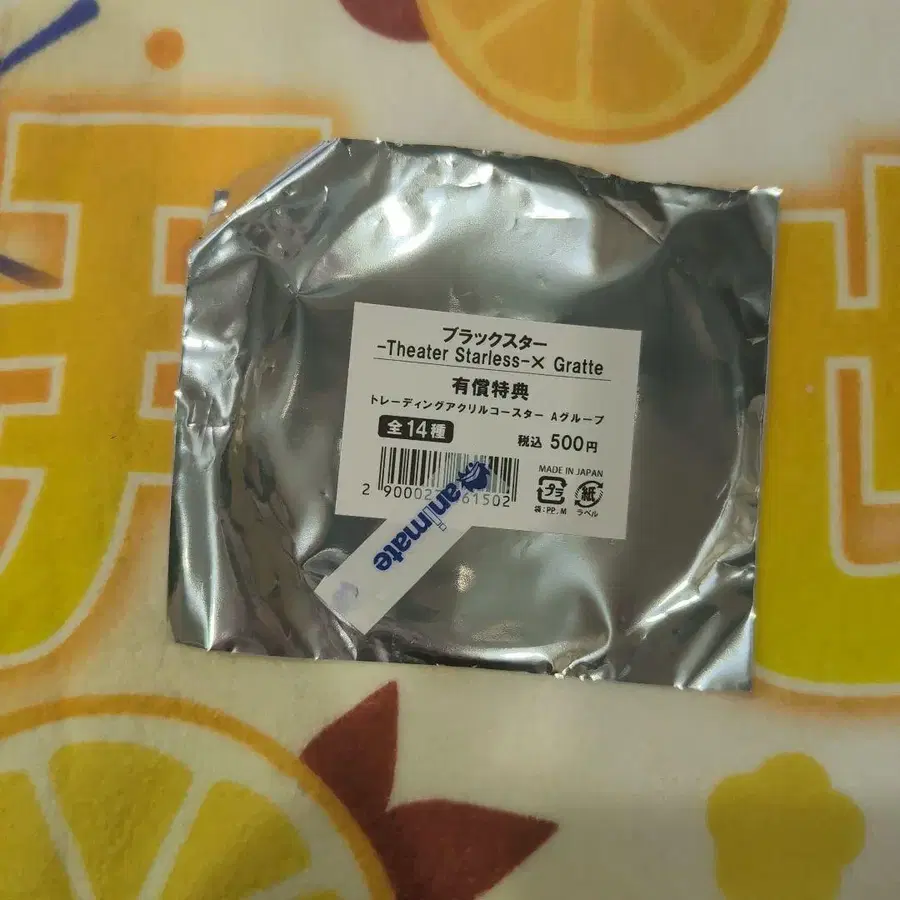 ブラックスター
-Theater Starless-× Gratte
有償特典
トレーディングアクリルコースター Aグループ
全14種
税込 500円
MADE IN JAPAN
プラ
紙
袋:PP, M
ラベル
61502
animate